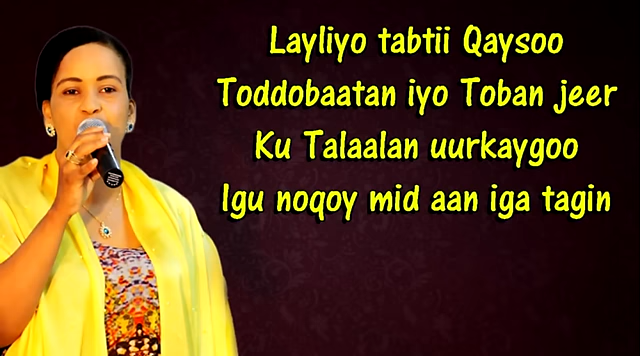 Layliyo tabtii Qaysoo
Toddobaatan iyo Toban jeer
Ku Talaalan uurkaygoo
Igu noqoy mid aan iga tagin